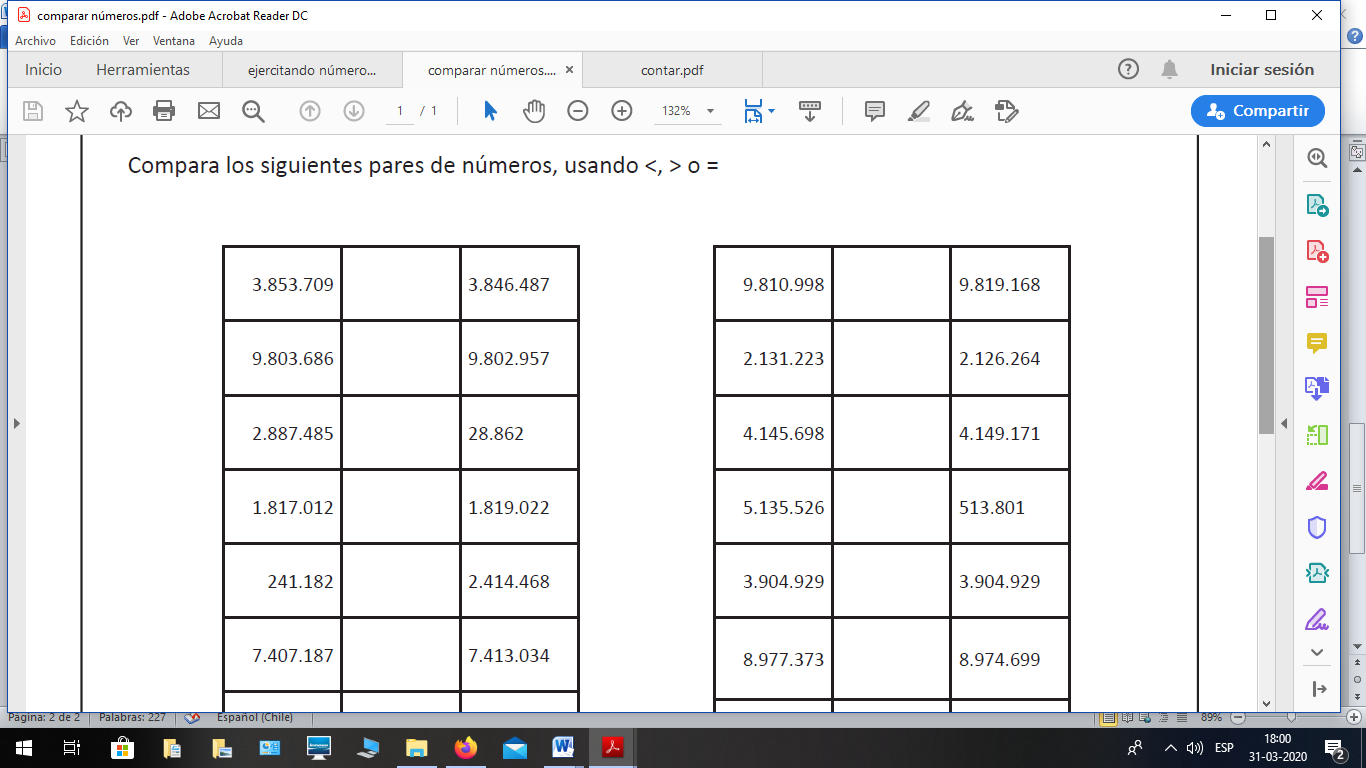 comparar números.pdf - Adobe Acrobat Reader DC
Archivo Edición Ver Ventana Ayuda
Inicio Herramientas ejercitando número... comparar números.... × contar.pdf Iniciar sesión
1 / 1 132% Compartir
Compara los siguientes pares de números, usando <, > o =
3.853.709 3.846.487 9.810.998 9.819.168
9.803.686 9.802.957 2.131.223 2.126.264
2.887.485 28.862 4.145.698 4.149.171
1.817.012 1.819.022 5.135.526 513.801
241.182 2.414.468 3.904.929 3.904.929
7.407.187 7.413.034 8.977.373 8.974.699
Página: 2 de 2 Palabras: 227 Español (Chile) 89%
ESP 18:00
31-03-2020 2